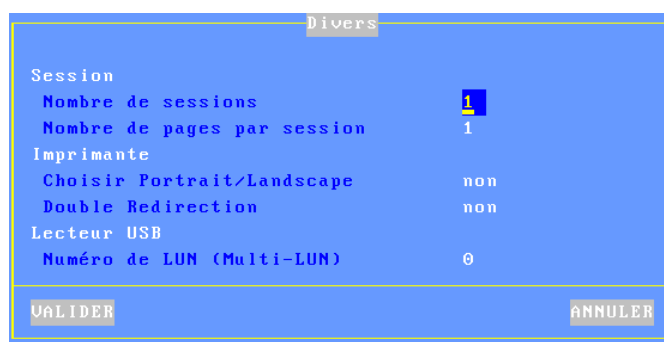 Divers
Session
Nombre de sessions 1
Nombre de pages par session 1
Imprimante
Choisir Portrait/Landscape non
Double Redirection non
Lecteur USB
Numéro de LUN (Multi-LUN) 0
VALIDER ANNULER